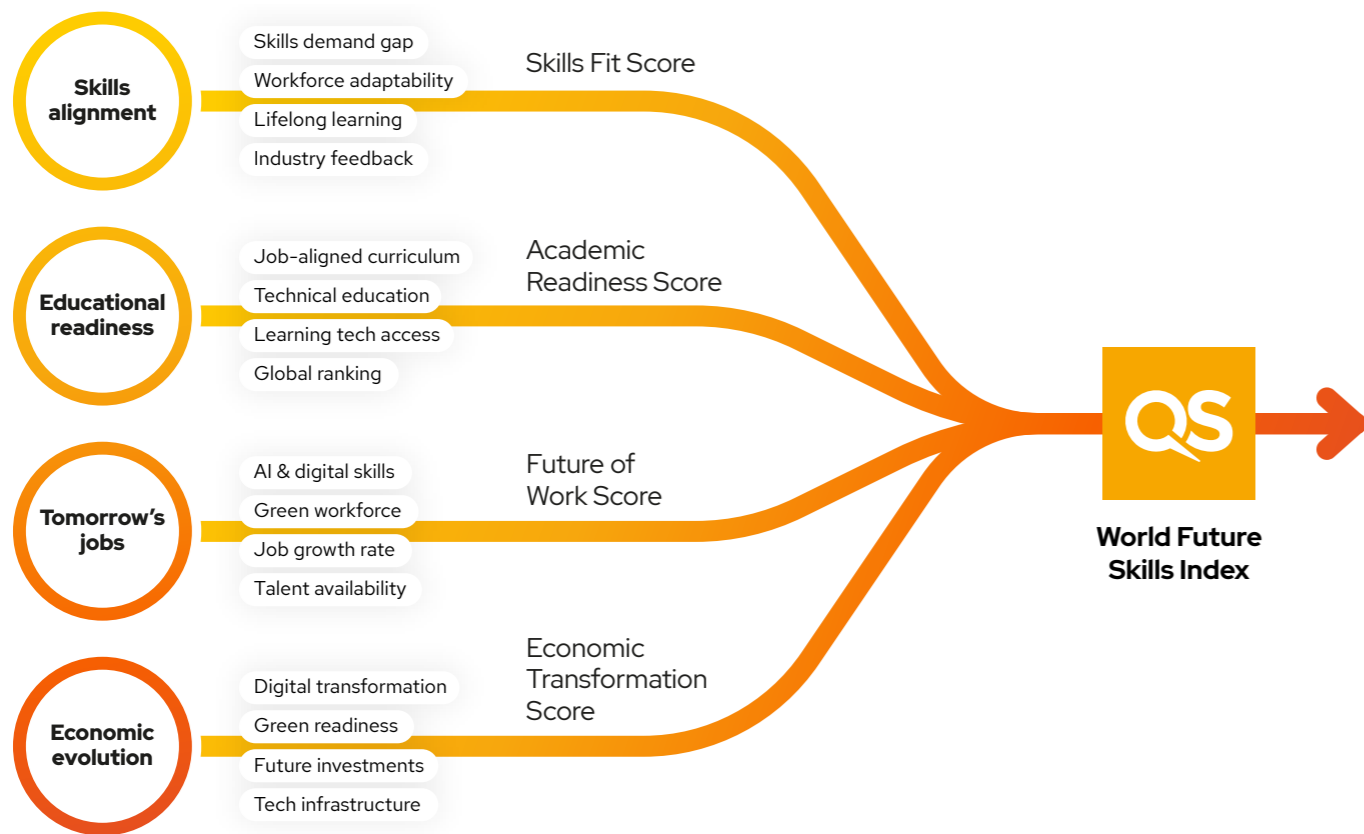 Skills
alignment
Skills demand gap
Workforce adaptability
Lifelong learning
Industry feedback
Skills Fit Score
Educational
readiness
Job-aligned curriculum
Technical education
Learning tech access
Global ranking
Academic
Readiness Score
Tomorrow’s
jobs
AI & digital skills
Green workforce
Job growth rate
Talent availability
Future of
Work Score
Economic
evolution
Digital transformation
Green readiness
Future investments
Tech infrastructure
Economic
Transformation
Score
QS
World Future
Skills Index